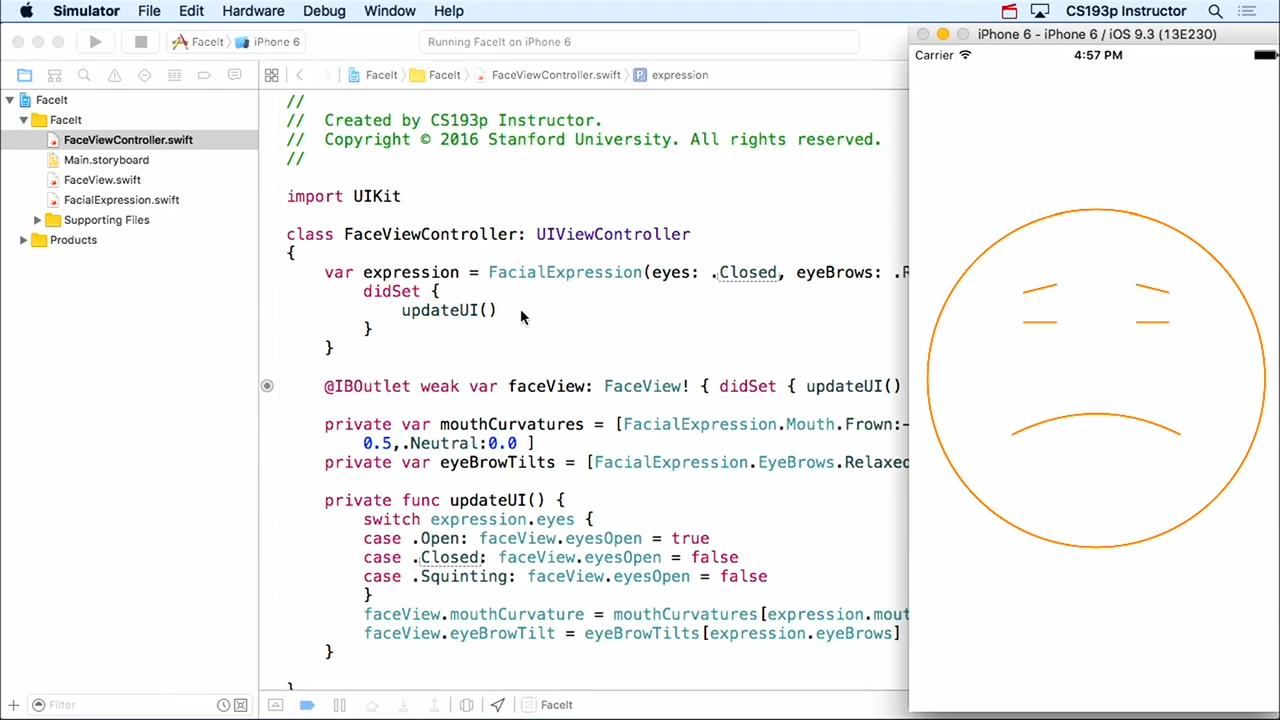 Simulator File Edit Hardware Debug Window Help CS193p Instructor
FaceIt iPhone 6 Running FaceIt on iPhone 6
iPhone 6 - iPhone 6 / iOS 9.3 (13E230)
Carrier 4:57 PM
FaceIt FaceIt FaceViewController.swift P expression
FaceIt
FaceIt
FaceViewController.swift
Main.storyboard
FaceView.swift
FacialExpression.swift
Supporting Files
Products
//
// Created by CS193p Instructor.
// Copyright © 2016 Stanford University. All rights reserved.
//
import UIKit
class FaceViewController: UIViewController
{
var expression = FacialExpression(eyes: .Closed, eyeBrows: .R
didSet {
updateUI()
}
}
@IBOutlet weak var faceView: FaceView! { didSet { updateUI()
private var mouthCurvatures = [FacialExpression.Mouth.Frown:-
0.5,.Neutral:0.0 ]
private var eyeBrowTilts = [FacialExpression.EyeBrows.Relaxed
private func updateUI() {
switch expression.eyes {
case .Open: faceView.eyesOpen = true
case .Closed: faceView.eyesOpen = false
case .Squinting: faceView.eyesOpen = false
}
faceView.mouthCurvature = mouthCurvatures[expression.mout
faceView.eyeBrowTilt = eyeBrowTilts[expression.eyeBrows]
}
}
Filter FaceIt